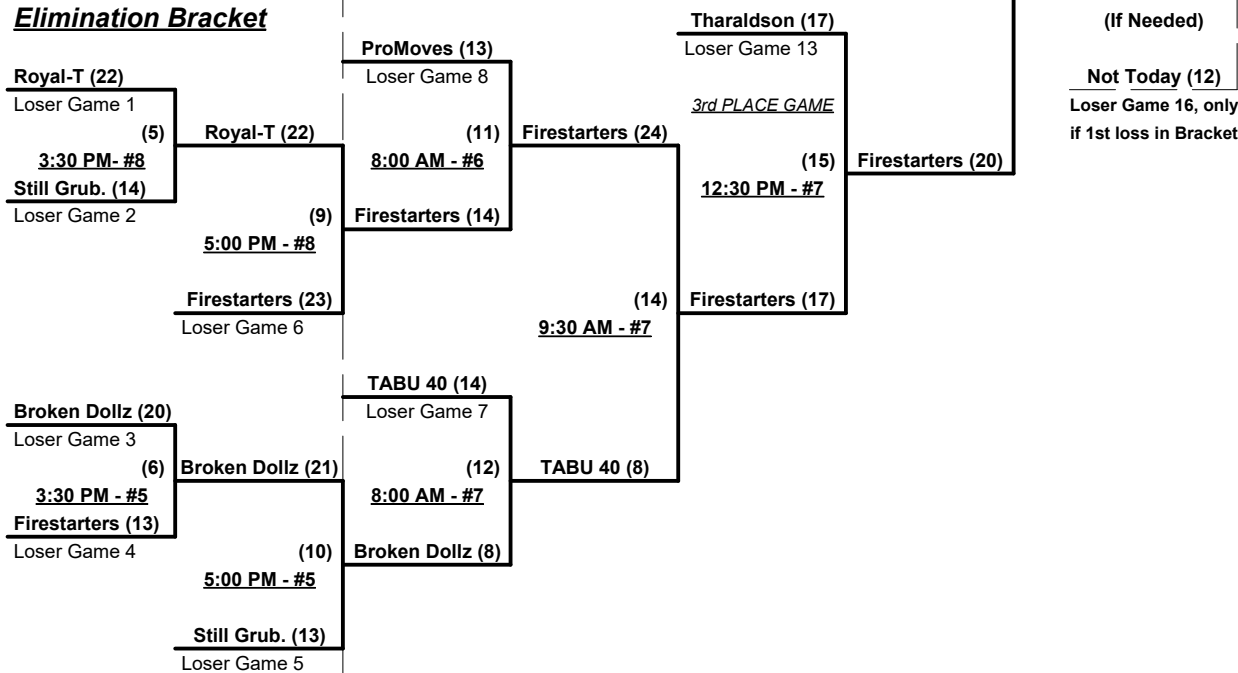 Elimination Bracket
Tharaldson (17)
Loser Game 13
(If Needed)
ProMoves (13)
Loser Game 8
Royal-T (22)
Loser Game 1
Not Today (12)
Loser Game 16, only
if 1st loss in Bracket
3rd PLACE GAME
(5)
3:30 PM- #8
Royal-T (22)
(11)
8:00 AM - #6
Firestarters (24)
(15)
12:30 PM - #7
Firestarters (20)
Still Grub. (14)
Loser Game 2
(9)
5:00 PM - #8
Firestarters (14)
Firestarters (23)
Loser Game 6
(14)
9:30 AM - #7
Firestarters (17)
TABU 40 (14)
Loser Game 7
Broken Dollz (20)
Loser Game 3
(6)
3:30 PM - #5
Broken Dollz (21)
(12)
8:00 AM - #7
TABU 40 (8)
Firestarters (13)
Loser Game 4
(10)
5:00 PM - #5
Broken Dollz (8)
Still Grub. (13)
Loser Game 5